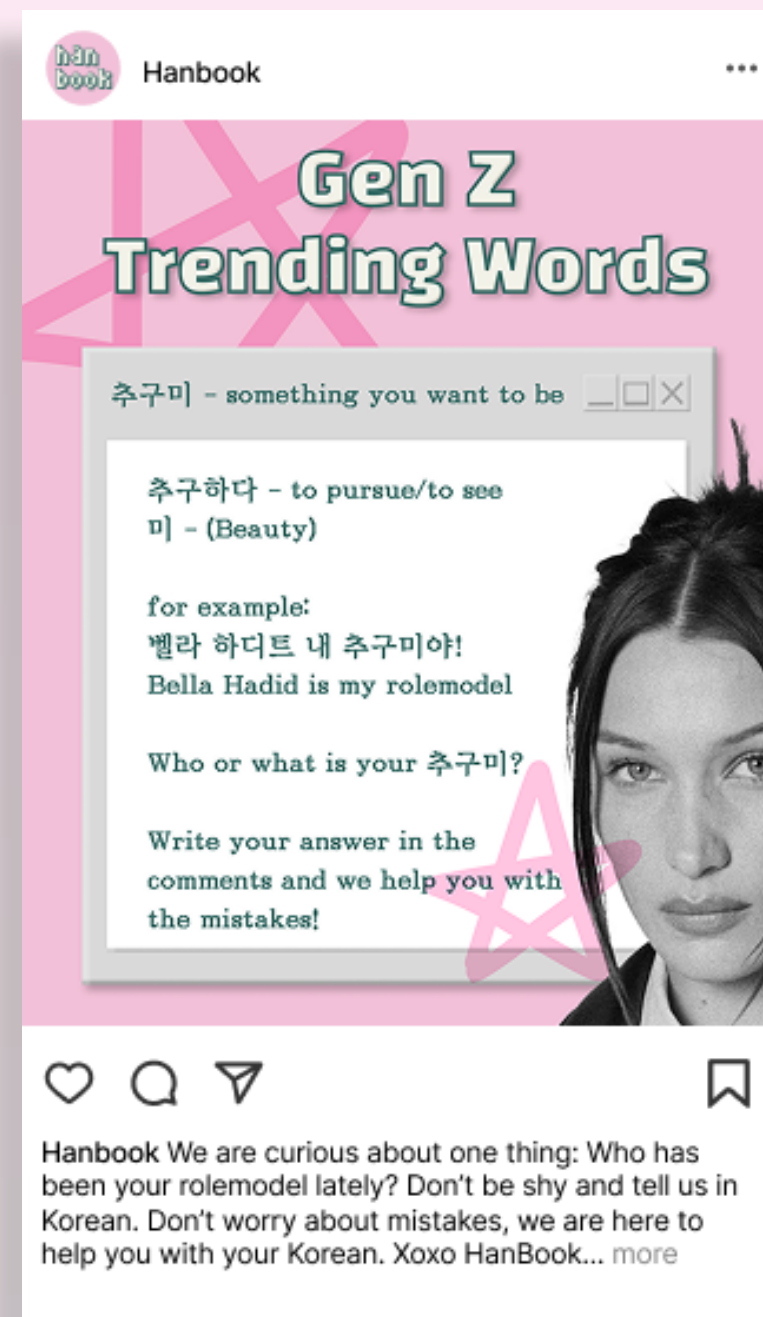 hån
book
Hanbook
Gen Z
Trending Words
추구미 - something you want to be
추구하다 - to pursue/to see
미 - (Beauty)
for example:
벨라 하디트 내 추구미야!
Bella Hadid is my rolemodel
Who or what is your 추구미?
Write your answer in the
comments and we help you with
the mistakes!
Hanbook We are curious about one thing: Who has
been your rolemodel lately? Don't be shy and tell us in
Korean. Don't worry about mistakes, we are here to
help you with your Korean. Xoxo HanBook... more